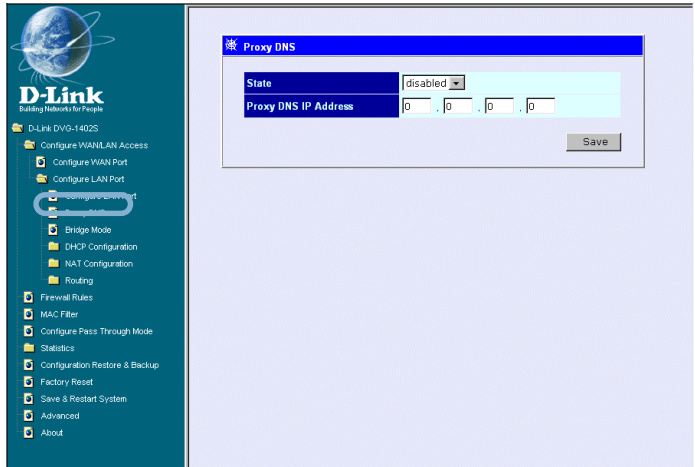 D-Link
Building Networks for People
D-Link DVG-1402S
Configure WAN/LAN Access
Configure WAN Port
Configure LAN Port
Configure LAN Port
Bridge Mode
DHCP Configuration
NAT Configuration
Routing
Firewall Rules
MAC Filter
Configure Pass Through Mode
Statistics
Configuration Restore & Backup
Factory Reset
Save & Restart System
Advanced
About
Proxy DNS
State disabled
Proxy DNS IP Address 0 . 0 . 0 . 0
Save